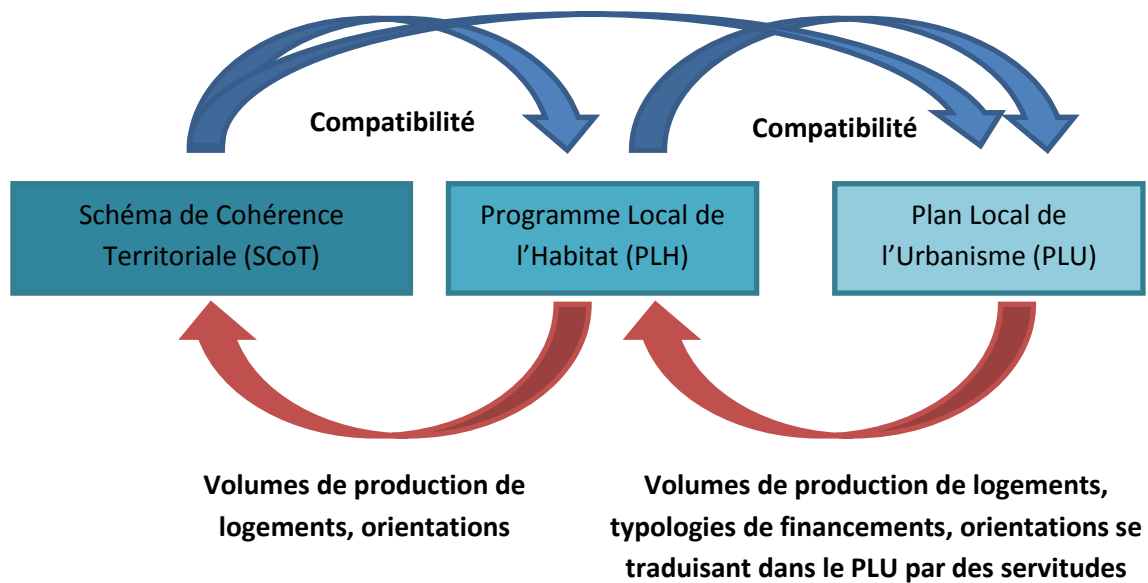 Compatibilité
Compatibilité
Schéma de Cohérence
Territoriale (SCoT)
Programme Local de
l’Habitat (PLH)
Plan Local de
l’Urbanisme (PLU)
Volumes de production de
logements, orientations
Volumes de production de logements,
typologies de financements, orientations se
traduisant dans le PLU par des servitudes